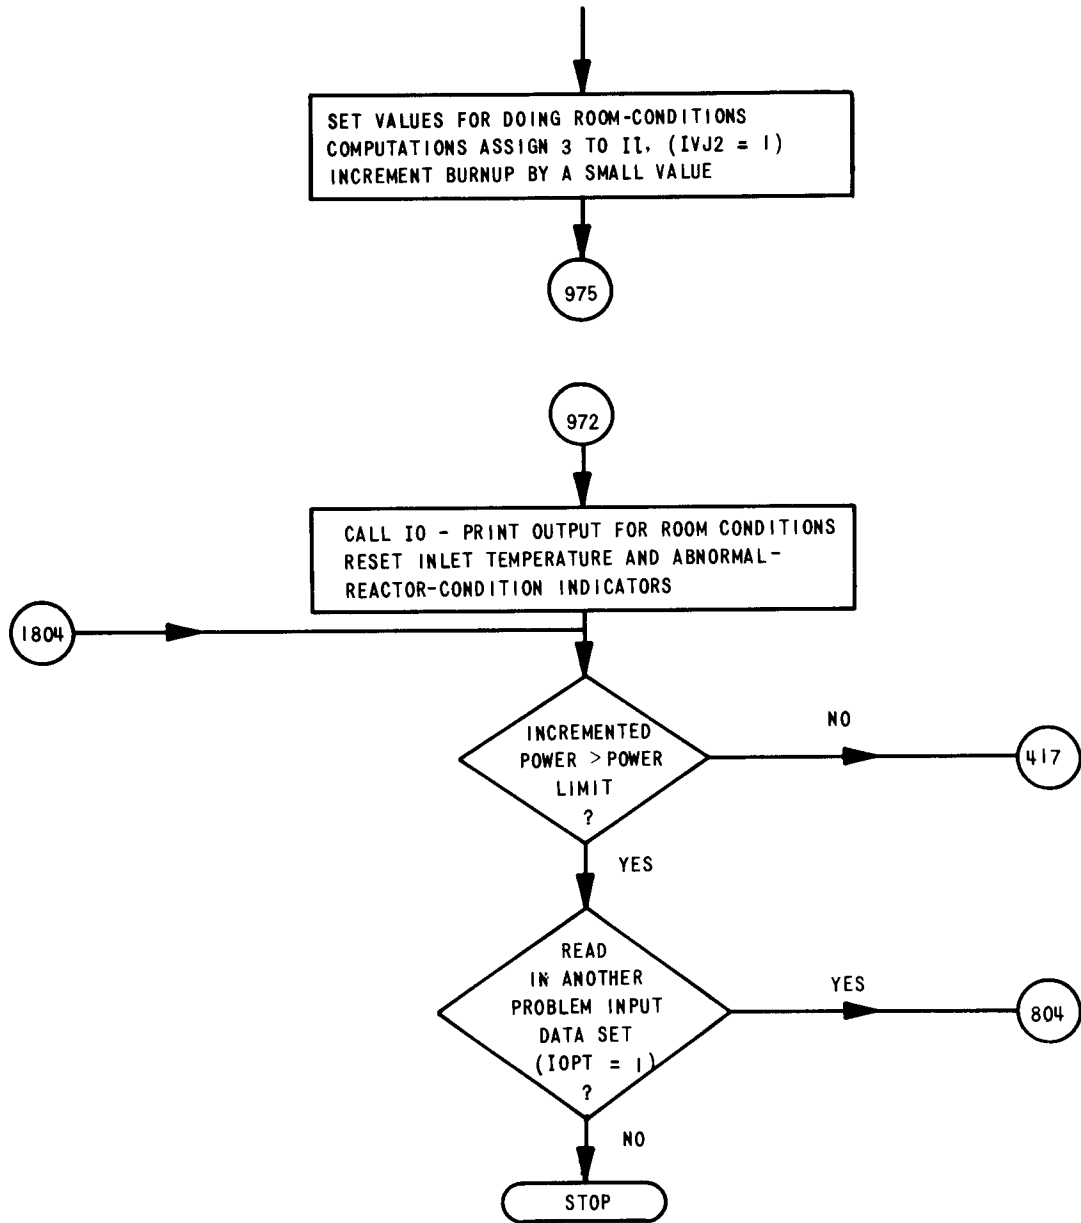 SET VALUES FOR DOING ROOM-CONDITIONS
COMPUTATIONS ASSIGN 3 TO II, (IVJ2 = 1)
INCREMENT BURNUP BY A SMALL VALUE
975
972
CALL IO - PRINT OUTPUT FOR ROOM CONDITIONS
RESET INLET TEMPERATURE AND ABNORMAL-
REACTOR-CONDITION INDICATORS
1804
INCREMENTED
POWER > POWER
LIMIT
?
NO
417
YES
READ
IN ANOTHER
PROBLEM INPUT
DATA SET
(IOPT = 1)
?
YES
804
NO
STOP